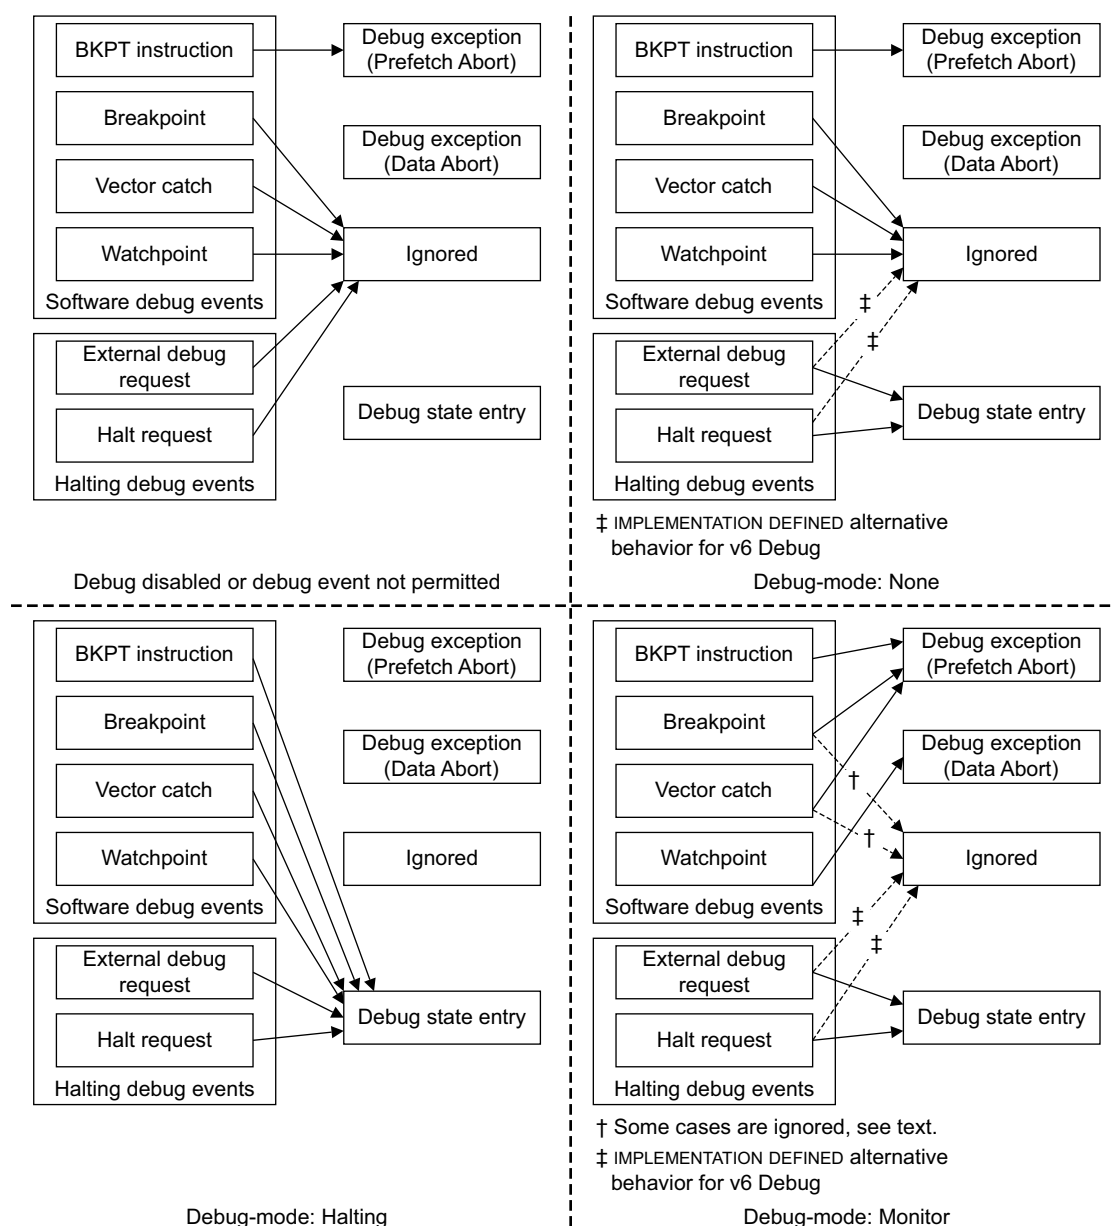 BKPT instruction
Debug exception
(Prefetch Abort)
Breakpoint
Debug exception
(Data Abort)
Vector catch
Watchpoint
Ignored
Software debug events
External debug
request
Halt request
Debug state entry
Halting debug events
Debug disabled or debug event not permitted
BKPT instruction
Debug exception
(Prefetch Abort)
Breakpoint
Debug exception
(Data Abort)
Vector catch
Watchpoint
Ignored
Software debug events
‡
‡
External debug
request
Halt request
Debug state entry
Halting debug events
‡ IMPLEMENTATION DEFINED alternative
behavior for v6 Debug
Debug-mode: None
BKPT instruction
Debug exception
(Prefetch Abort)
Breakpoint
Debug exception
(Data Abort)
Vector catch
Watchpoint
Ignored
Software debug events
External debug
request
Halt request
Debug state entry
Halting debug events
Debug-mode: Halting
BKPT instruction
Debug exception
(Prefetch Abort)
Breakpoint
Debug exception
(Data Abort)
Vector catch
†
†
Watchpoint
Ignored
Software debug events
‡
‡
External debug
request
Halt request
Debug state entry
Halting debug events
† Some cases are ignored, see text.
‡ IMPLEMENTATION DEFINED alternative
behavior for v6 Debug
Debug-mode: Monitor